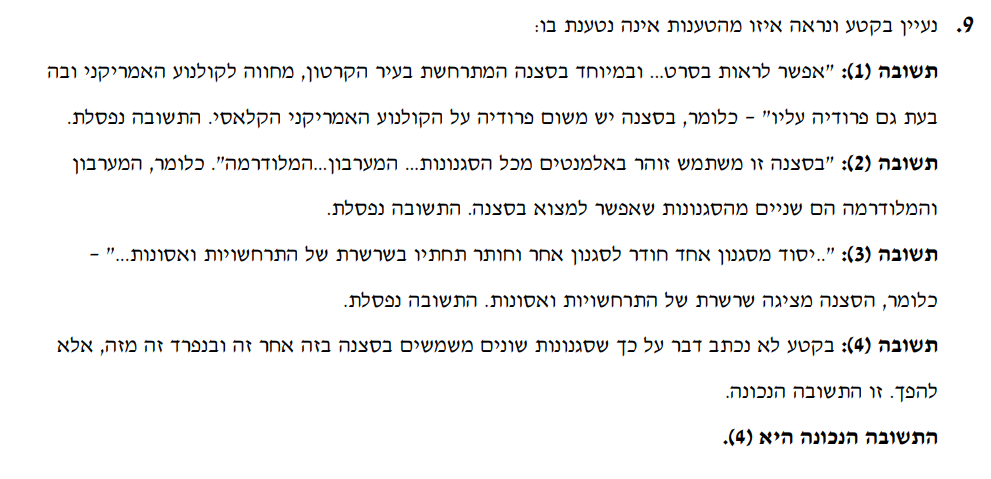 9. נעיין בקטע ונראה איזו מהטענות אינה נטענת בו:
תשובה (1): "אפשר לראות בסרט... ובמיוחד בסצנה המתרחשת בעיר הקרטון, מחווה לקולנוע האמריקני ובה
בעת גם פרודיה עליו" – כלומר, בסצנה יש משום פרודיה על הקולנוע האמריקני הקלאסי. התשובה נפסלת.
תשובה (2): "בסצנה זו משתמש זוהר באלמנטים מכל הסגנונות... המערבון...המלודרמה". כלומר, המערבון
והמלודרמה הם שניים מהסגנונות שאפשר למצוא בסצנה. התשובה נפסלת.
תשובה (3): "..יסוד מסגנון אחד חודר לסגנון אחר וחותר תחתיו בשרשרת של התרחשויות ואסונות..." –
כלומר, הסצנה מציגה שרשרת של התרחשויות ואסונות. התשובה נפסלת.
תשובה (4): בקטע לא נכתב דבר על כך שסגנונות שונים משמשים בסצנה בזה אחר זה ובנפרד זה מזה, אלא
להפך. זו התשובה הנכונה.
התשובה הנכונה היא (4).